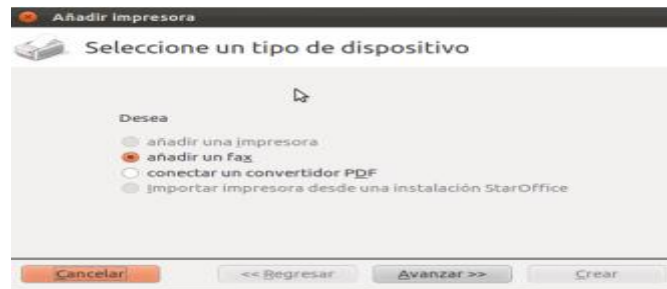 Añadir impresora
Seleccione un tipo de dispositivo
Desea
añadir una impresora
añadir un fax
conectar un convertidor PDF
Importar impresora desde una instalación StarOffice
Cancelar << Regresar Avanzar >> Crear